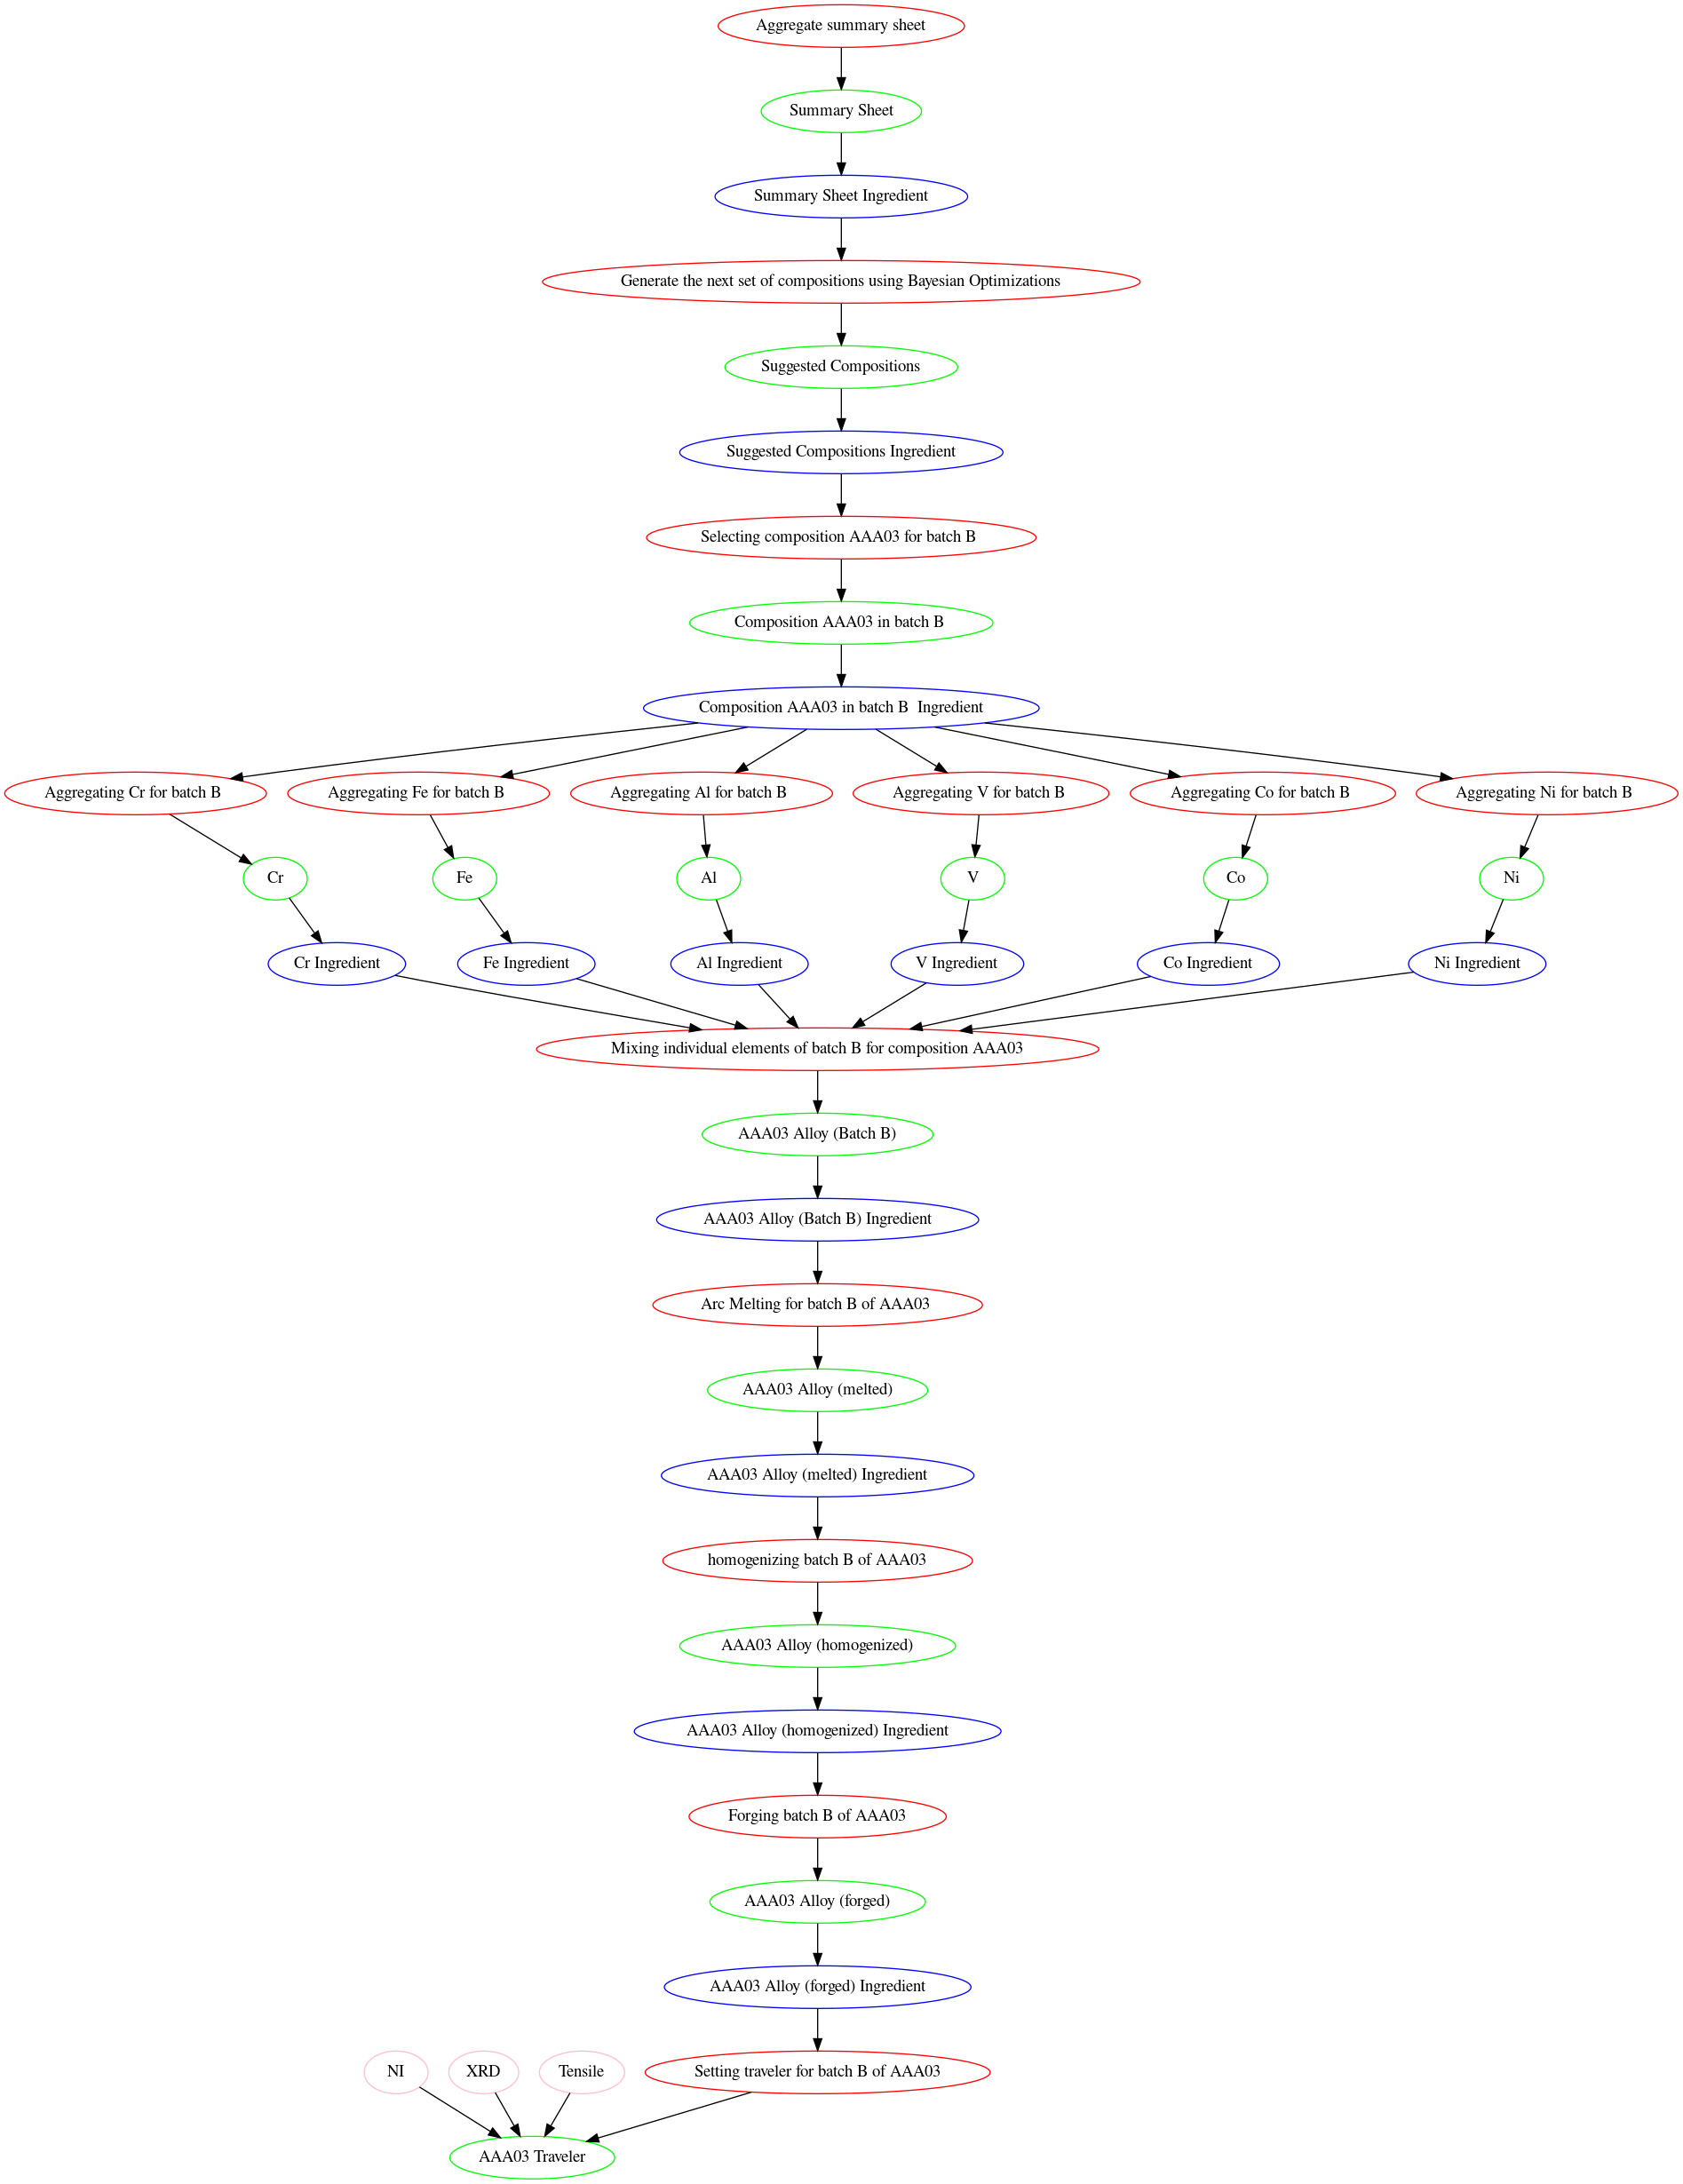 Aggregate summary sheet
Summary Sheet
Summary Sheet Ingredient
Generate the next set of compositions using Bayesian Optimizations
Suggested Compositions
Suggested Compositions Ingredient
Selecting composition AAA03 for batch B
Composition AAA03 in batch B
Composition AAA03 in batch B  Ingredient
Aggregating Cr for batch B
Aggregating Fe for batch B
Aggregating Al for batch B
Aggregating V for batch B
Aggregating Co for batch B
Aggregating Ni for batch B
Cr
Fe
Al
V
Co
Ni
Cr Ingredient
Fe Ingredient
Al Ingredient
V Ingredient
Co Ingredient
Ni Ingredient
Mixing individual elements of batch B for composition AAA03
AAA03 Alloy (Batch B)
AAA03 Alloy (Batch B) Ingredient
Arc Melting for batch B of AAA03
AAA03 Alloy (melted)
AAA03 Alloy (melted) Ingredient
homogenizing batch B of AAA03
AAA03 Alloy (homogenized)
AAA03 Alloy (homogenized) Ingredient
Forging batch B of AAA03
AAA03 Alloy (forged)
AAA03 Alloy (forged) Ingredient
NI
XRD
Tensile
Setting traveler for batch B of AAA03
AAA03 Traveler